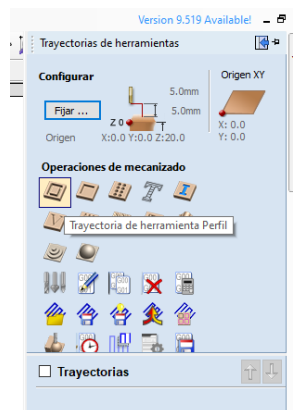 Version 9.519 Available!
Trayectorias de herramientas
Configurar
Origen XY
5.0mm
Fijar ...
5.0mm
Z 0
T
X: 0.0
Origen X:0.0 Y:0.0 Z:20.0
Y: 0.0
Operaciones de mecanizado
Trayectoria de herramienta Perfil
Trayectorias